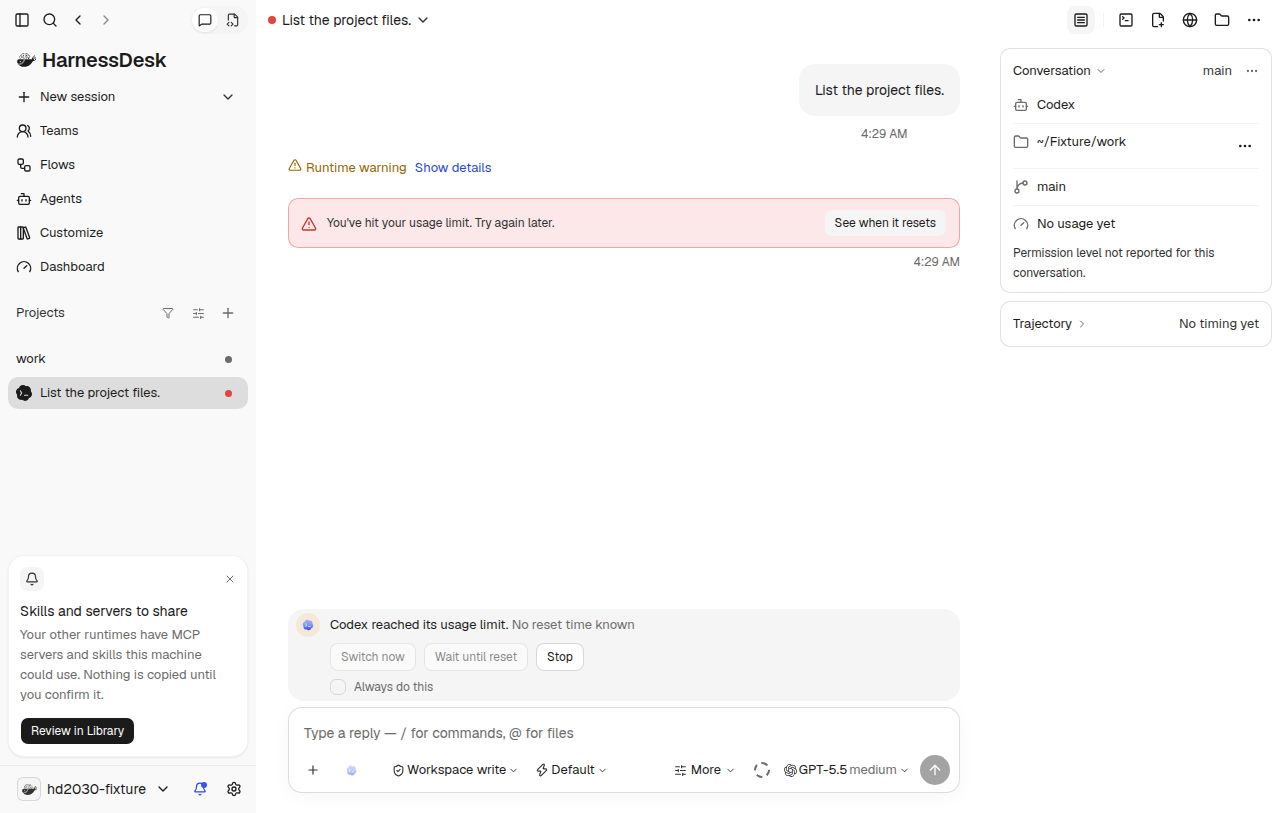 List the project files.
HarnessDesk
New session
Teams
Flows
Agents
Customize
Dashboard
Projects
work
List the project files.
Skills and servers to share
Your other runtimes have MCP
servers and skills this machine
could use. Nothing is copied until
you confirm it.
Review in Library
hd2030-fixture
List the project files.
4:29 AM
Runtime warning Show details
You've hit your usage limit. Try again later. See when it resets
4:29 AM
Codex reached its usage limit. No reset time known
Switch now Wait until reset Stop
Always do this
Type a reply — / for commands, @ for files
Workspace write Default More GPT-5.5 medium
Conversation main
Codex
~/Fixture/work
main
No usage yet
Permission level not reported for this
conversation.
Trajectory No timing yet